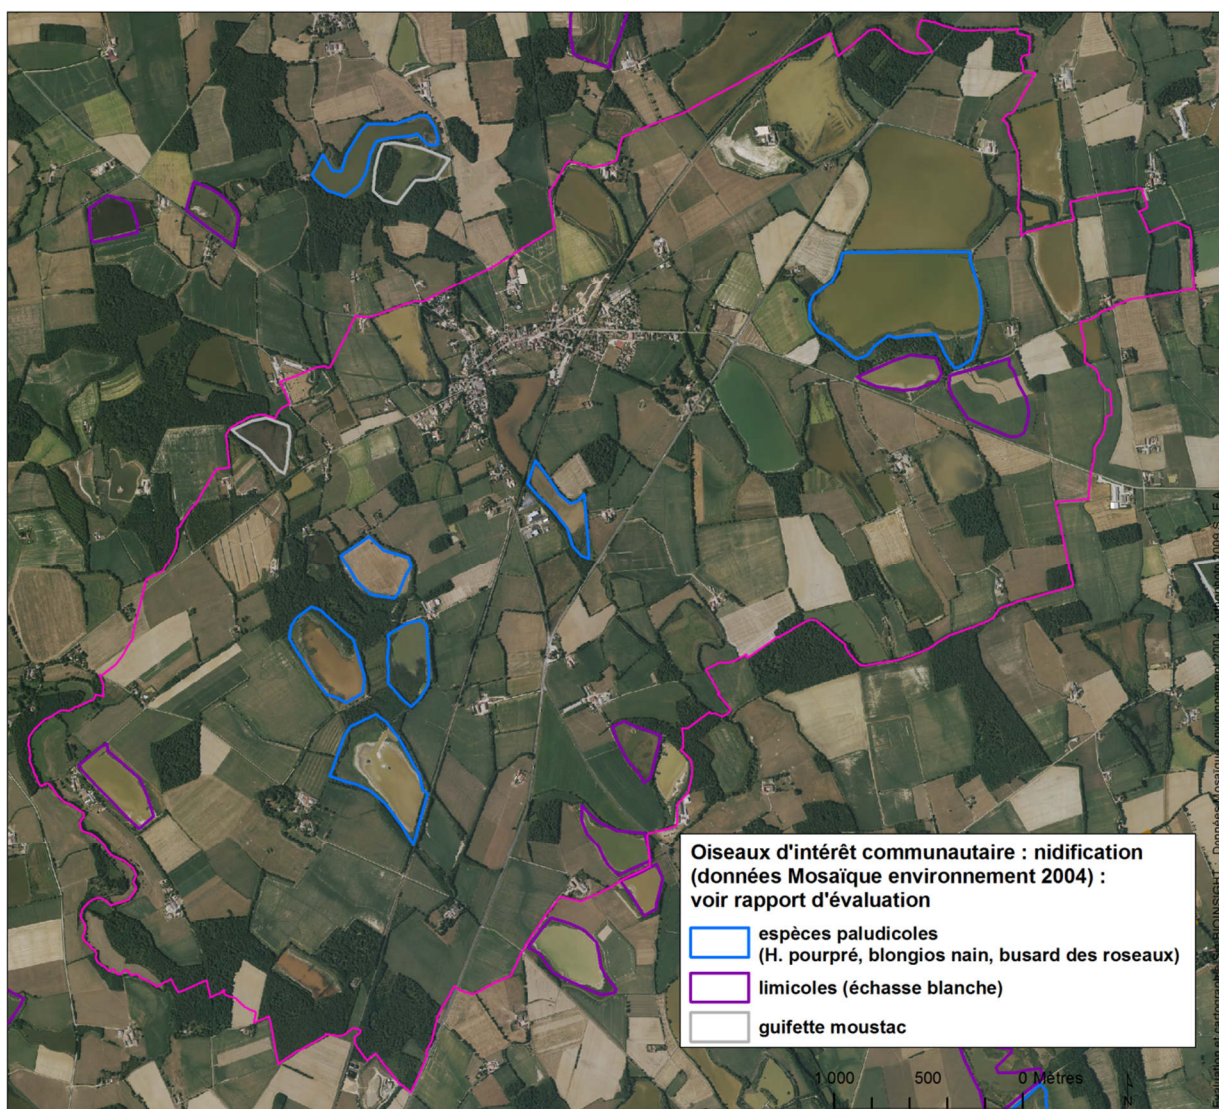 Oiseaux d'intérêt communautaire : nidification
(données Mosaïque environnement 2004) :
voir rapport d'évaluation
espèces paludicoles
(H. pourpré, blongios nain, busard des roseaux)
limicoles (échasse blanche)
guifette moustac
1 000 500 0 Mètres
N